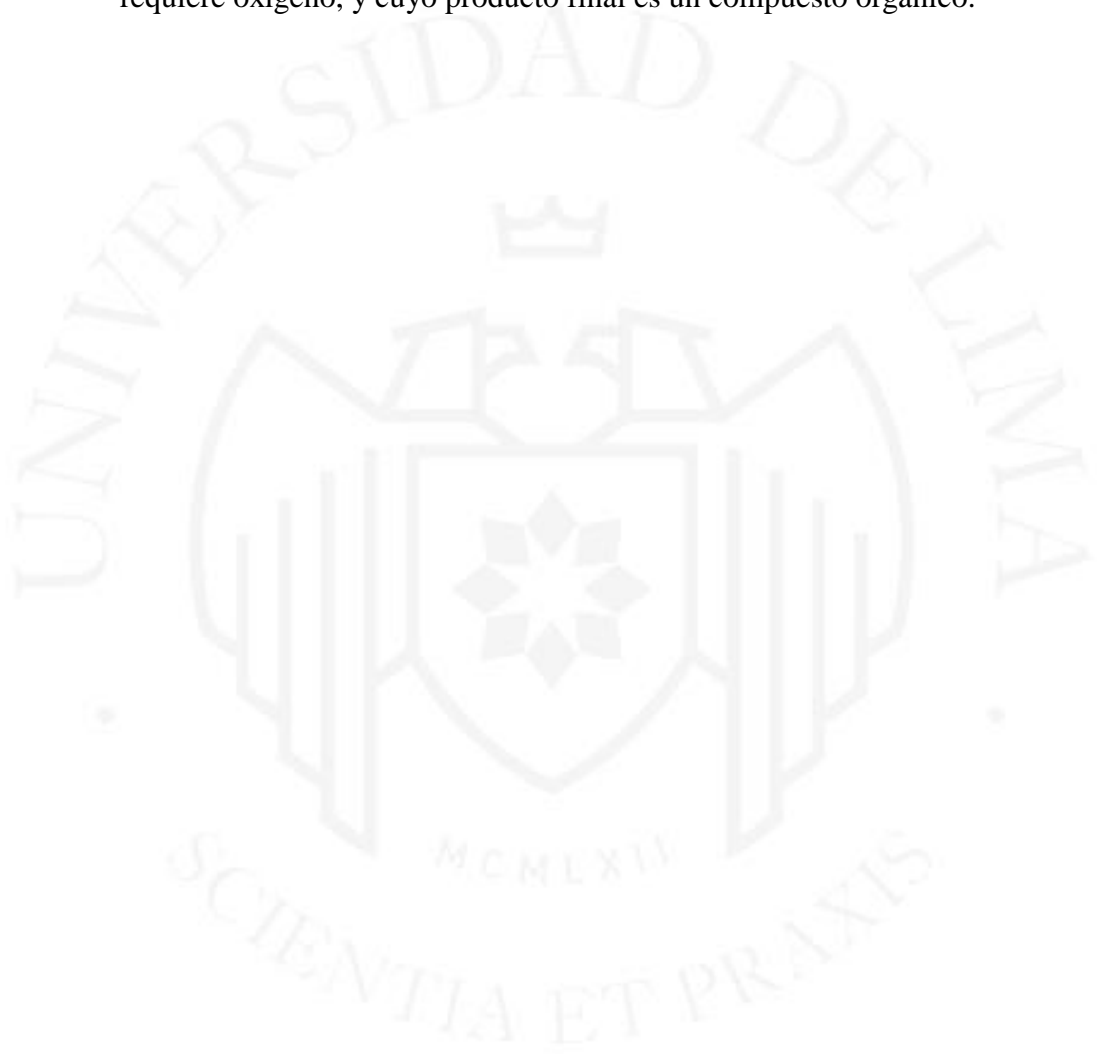 requiere oxígeno, y cuyo producto final es un compuesto orgánico.
UNIVERSIDAD DE LIMA
MCMLXII
SCIENTIA ET PRAXIS